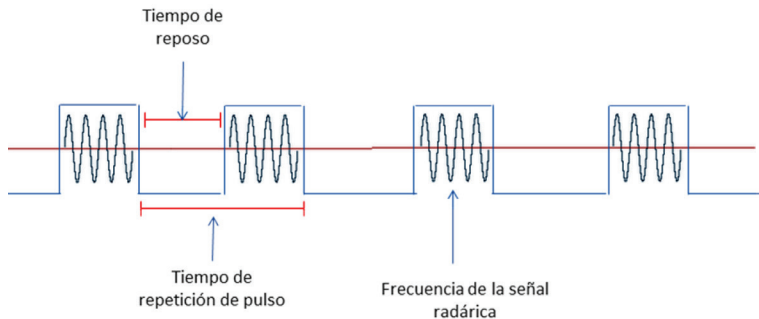 Tiempo de
reposo
Tiempo de
repetición de pulso
Frecuencia de la señal
radárica